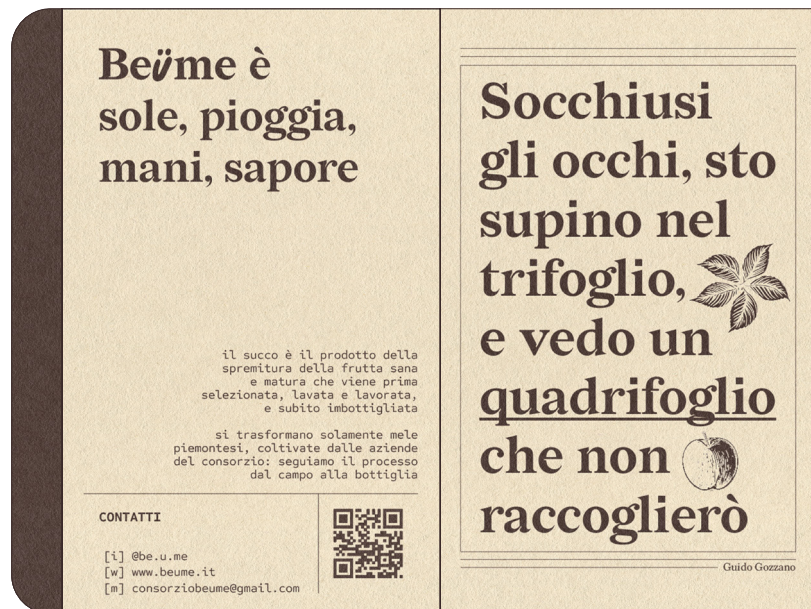 Beüme è
sole, pioggia,
mani, sapore
il succo è il prodotto della
spremitura della frutta sana
e matura che viene prima
selezionata, lavata e lavorata,
e subito imbottigliata
si trasformano solamente mele
piemontesi, coltivate dalle aziende
del consorzio: seguiamo il processo
dal campo alla bottiglia
CONTATTI
[i] @be.u.me
[w] www.beume.it
[m] consorziobeume@gmail.com
Socchiusi
gli occhi, sto
supino nel
trifoglio,
e vedo un
quadrifoglio
che non
raccoglierò
Guido Gozzano